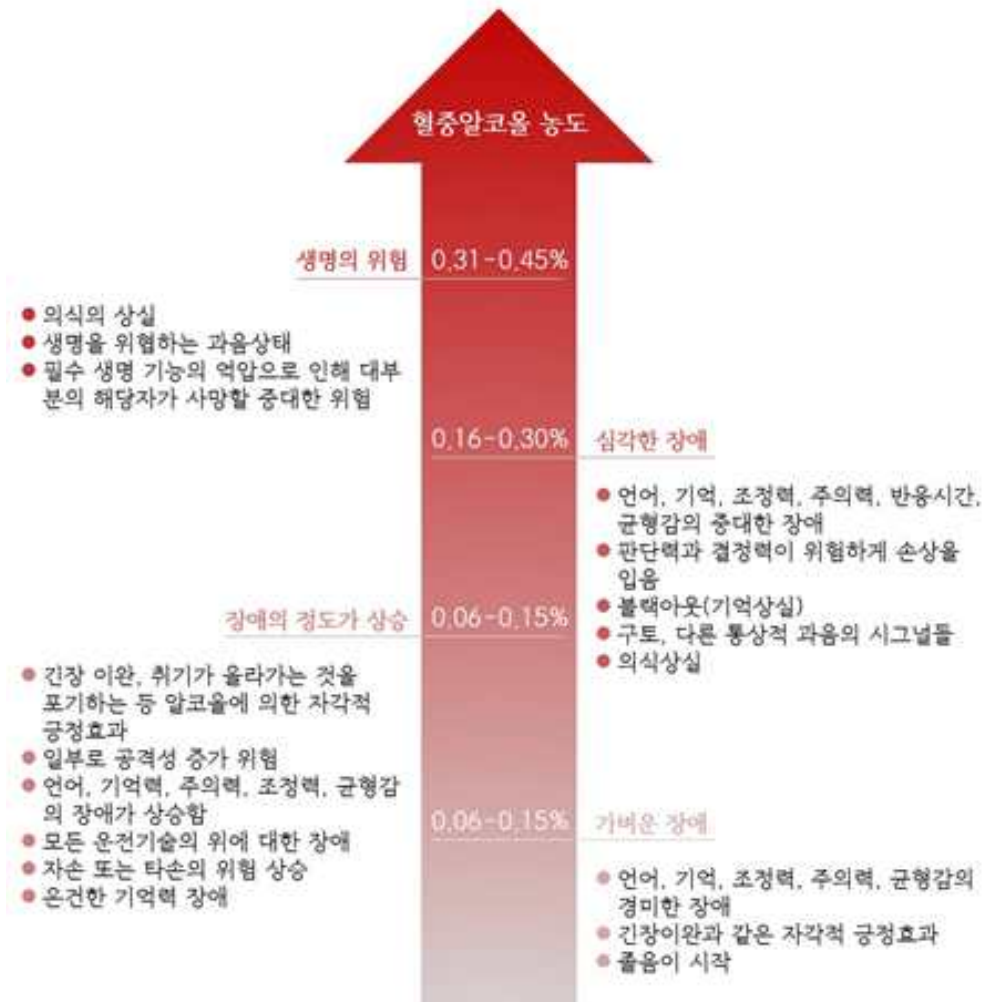 혈중알코올 농도
생명의 위험 0.31-0.45%
● 의식의 상실
● 생명을 위협하는 과음상태
● 필수 생명 기능의 억압으로 인해 대부
분의 해당자가 사망할 중대한 위험
0.16-0.30% 심각한 장애
● 언어, 기억, 조정력, 주의력, 반응시간,
균형감의 중대한 장애
● 판단력과 결정력이 위험하게 손상을
입음
● 블랙아웃(기억상실)
● 구토, 다른 통상적 과음의 시그널들
● 의식상실
장애의 정도가 상승 0.06-0.15%
● 긴장 이완, 취기가 올라가는 것을
포기하는 등 알코올에 의한 자각적
긍정효과
● 일부로 공격성 증가 위험
● 언어, 기억력, 주의력, 조정력, 균형감
의 장애가 상승함
● 모든 운전기술의 위에 대한 장애
● 자손 또는 타손의 위험 상승
● 온건한 기억력 장애
0.06-0.15% 가벼운 장애
● 언어, 기억, 조정력, 주의력, 균형감의
경미한 장애
● 긴장이완과 같은 자각적 긍정효과
● 졸음이 시작